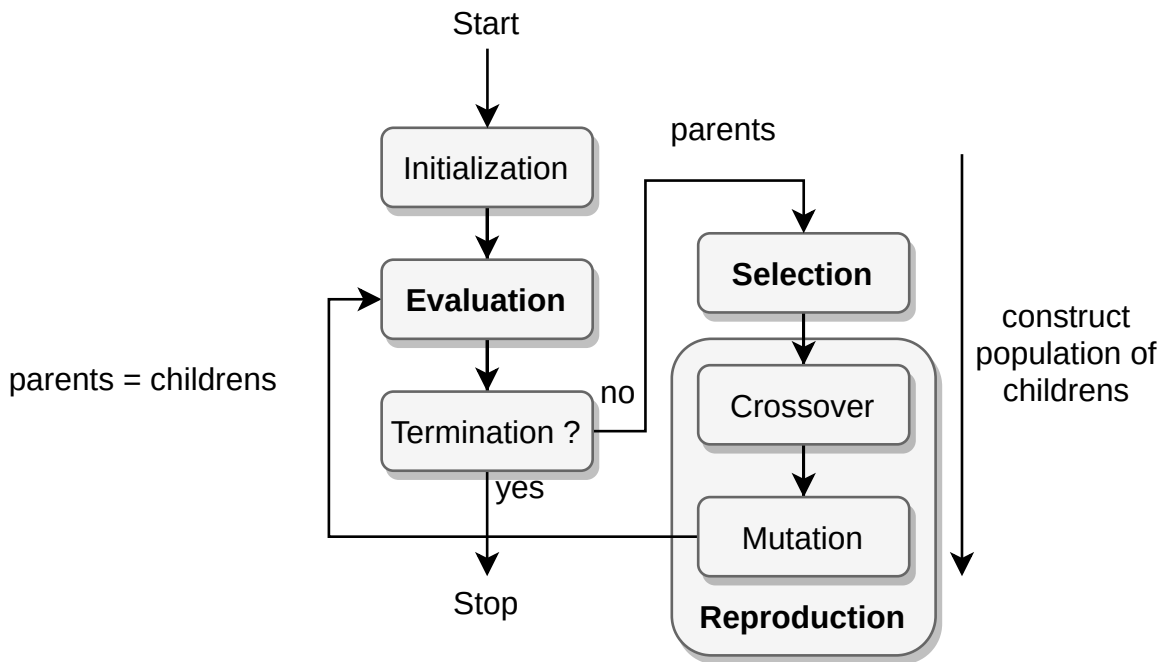 Start
Initialization
Evaluation
Termination ?
no
yes
Stop
parents
Selection
Crossover
Mutation
Reproduction
construct
population of
childrens
parents = childrens